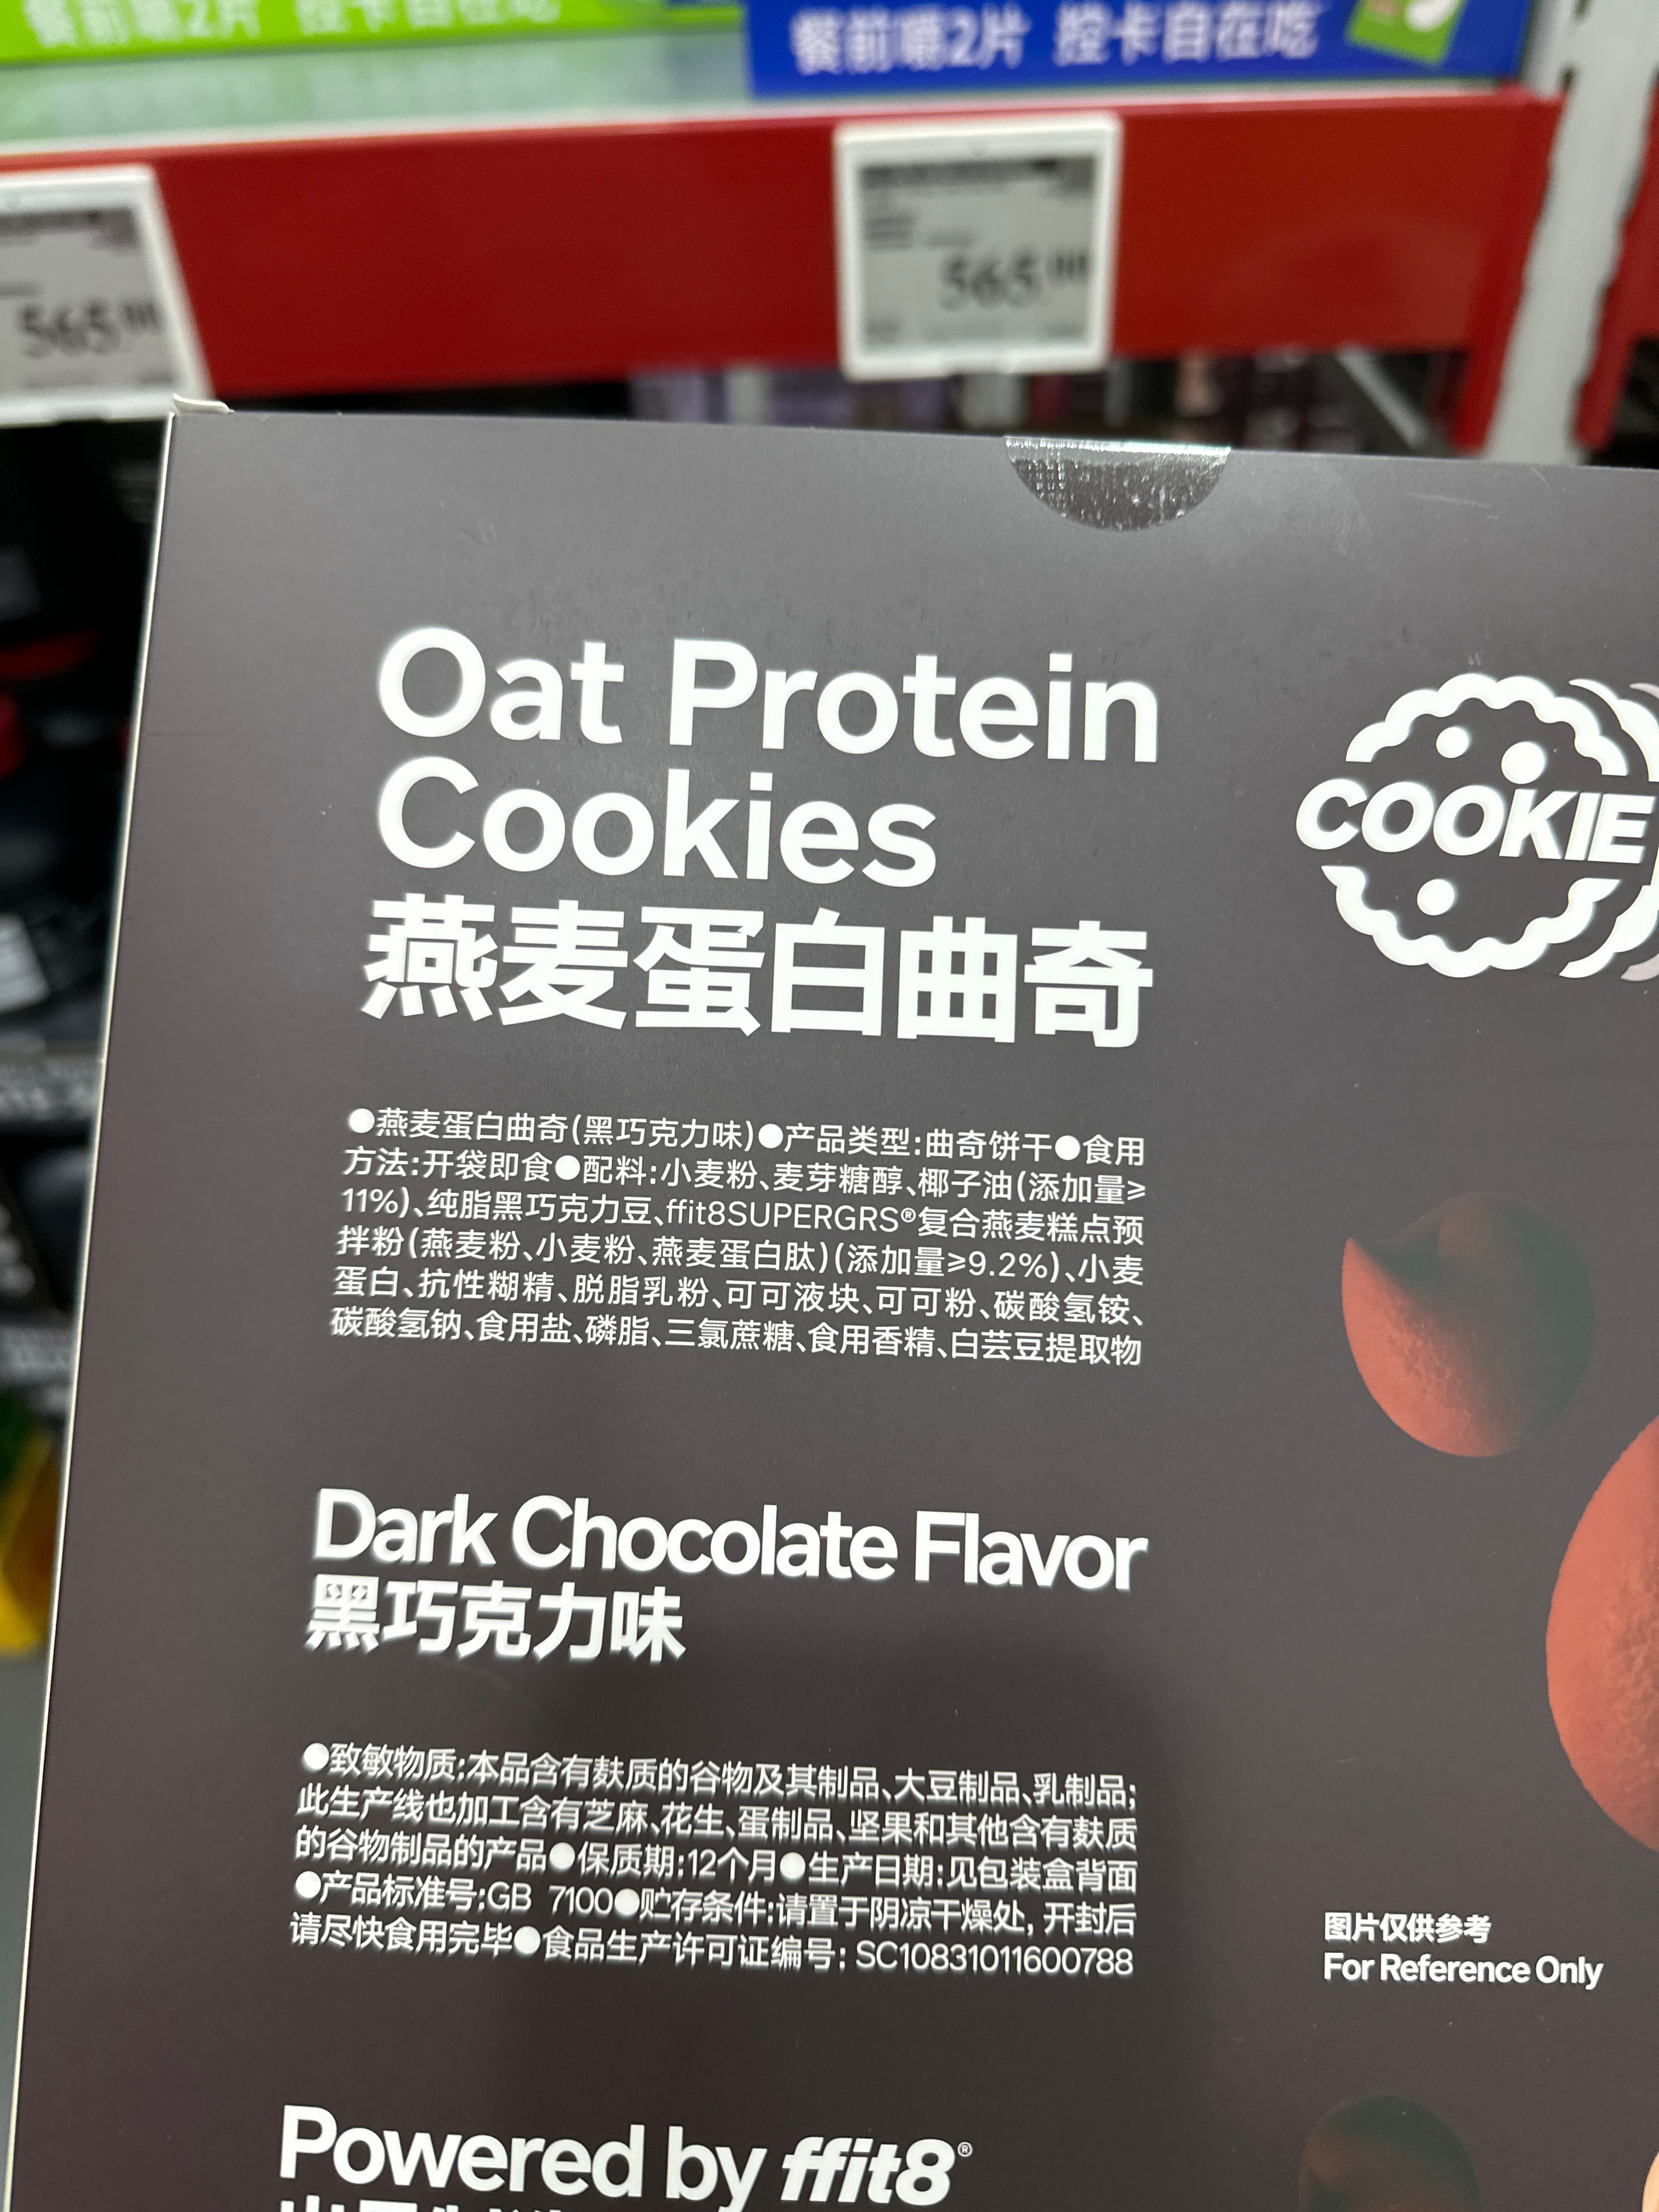 餐前嚼2片 控卡自在吃
餐前嚼2片 控卡自在吃
565
565
Oat Protein
Cookies
燕麦蛋白曲奇
COOKIE
●燕麦蛋白曲奇(黑巧克力味)●产品类型:曲奇饼干●食用
方法:开袋即食●配料:小麦粉、麦芽糖醇、椰子油(添加量≥
11%)、纯脂黑巧克力豆、ffit8SUPERGRS®复合燕麦糕点预
拌粉(燕麦粉、小麦粉、燕麦蛋白肽)(添加量≥9.2%)、小麦
蛋白、抗性糊精、脱脂乳粉、可可液块、可可粉、碳酸氢铵、
碳酸氢钠、食用盐、磷脂、三氯蔗糖、食用香精、白芸豆提取物
Dark Chocolate Flavor
黑巧克力味
●致敏物质:本品含有麸质的谷物及其制品、大豆制品、乳制品;
此生产线也加工含有芝麻、花生、蛋制品、坚果和其他含有麸质
的谷物制品的产品●保质期:12个月●生产日期:见包装盒背面
●产品标准号:GB 7100●贮存条件:请置于阴凉干燥处, 开封后
请尽快食用完毕●食品生产许可证编号: SC10831011600788
图片仅供参考
For Reference Only
Powered by ffit8®